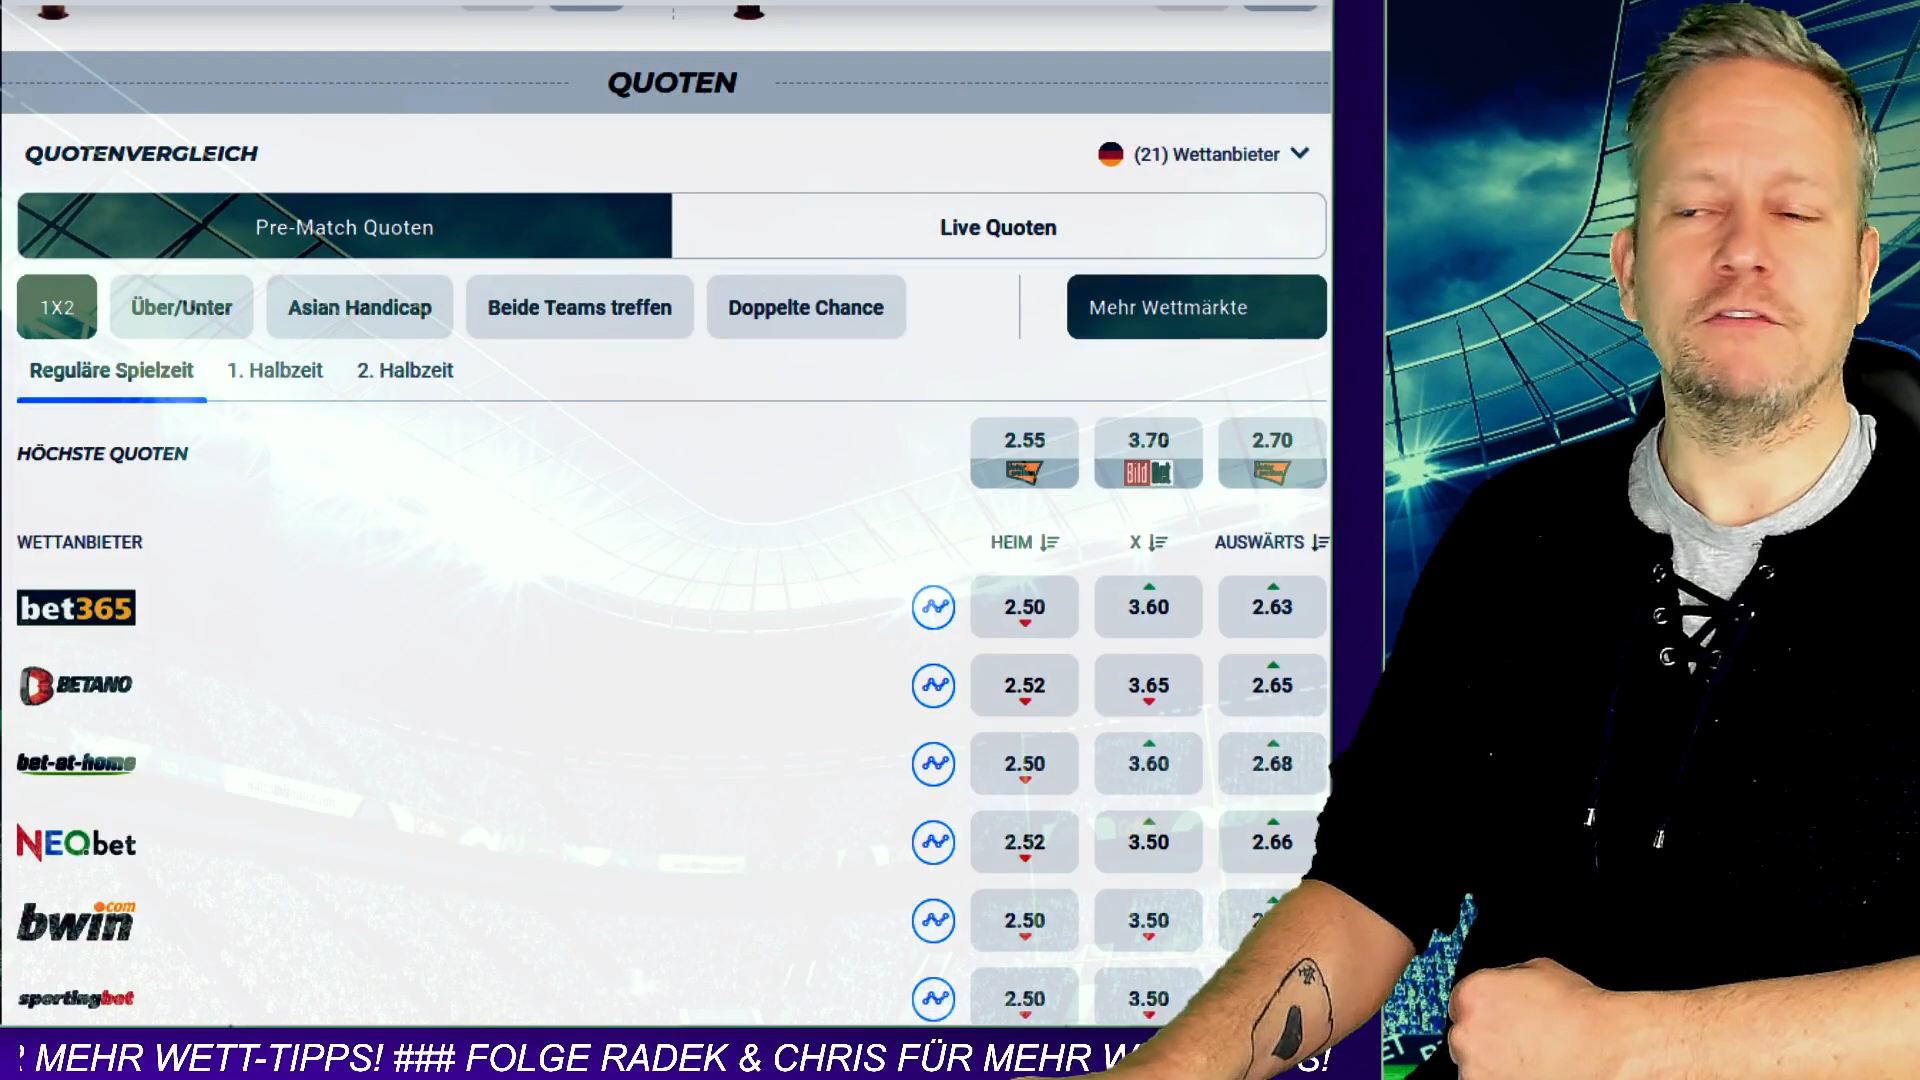 QUOTEN
QUOTENVERGLEICH
(21) Wettanbieter
Pre-Match Quoten
Live Quoten
1X2
Über/Unter
Asian Handicap
Beide Teams treffen
Doppelte Chance
Mehr Wettmärkte
Reguläre Spielzeit
1. Halbzeit
2. Halbzeit
HÖCHSTE QUOTEN
2.55
3.70
2.70
Bild Bet
WETTANBIETER
HEIM
X
AUSWÄRTS
bet365
2.50
3.60
2.63
BETANO
2.52
3.65
2.65
bet-at-home
2.50
3.60
2.68
NEObet
2.52
3.50
2.66
bwin.com
2.50
3.50
sportingbet
2.50
3.50
MEHR WETT-TIPPS! ### FOLGE RADEK & CHRIS FÜR MEHR